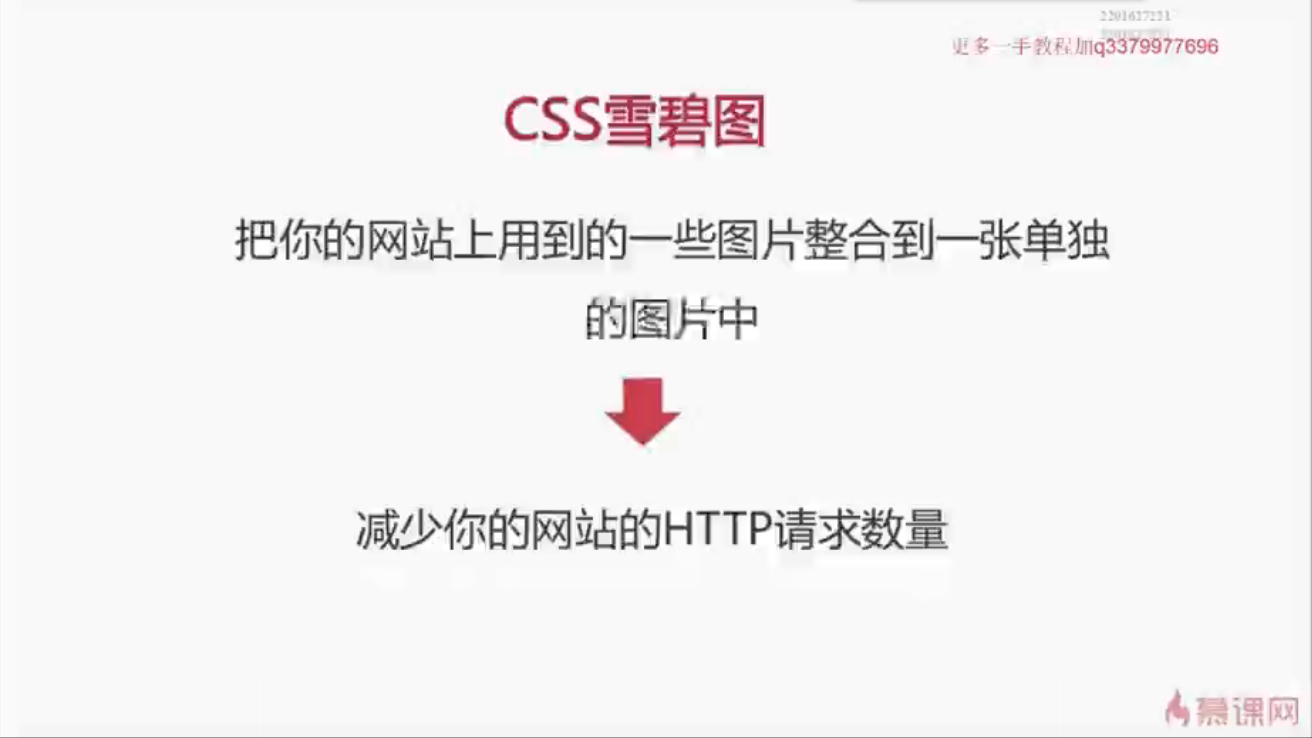 2201627231
更多一手教程加q3379977696
CSS雪碧图
把你的网站上用到的一些图片整合到一张单独
的图片中
减少你的网站的HTTP请求数量
慕课网